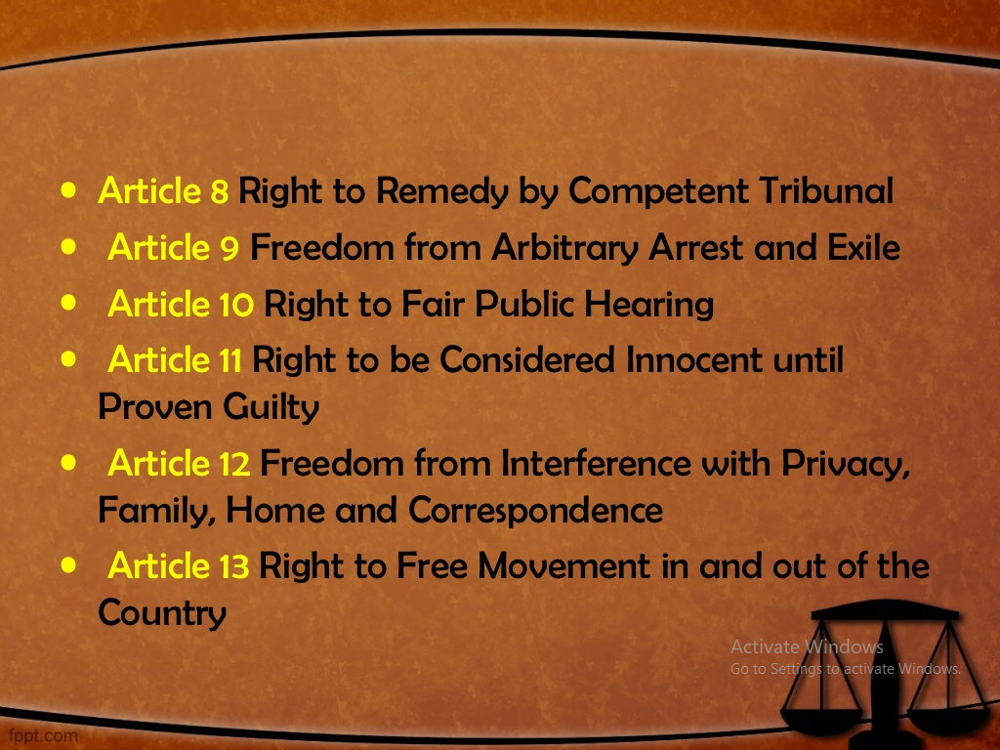 • Article 8 Right to Remedy by Competent Tribunal
• Article 9 Freedom from Arbitrary Arrest and Exile
• Article 10 Right to Fair Public Hearing
• Article 11 Right to be Considered Innocent until
Proven Guilty
• Article 12 Freedom from Interference with Privacy,
Family, Home and Correspondence
• Article 13 Right to Free Movement in and out of the
Country
Activate Windows
Go to Settings to activate Windows.
fppt.com